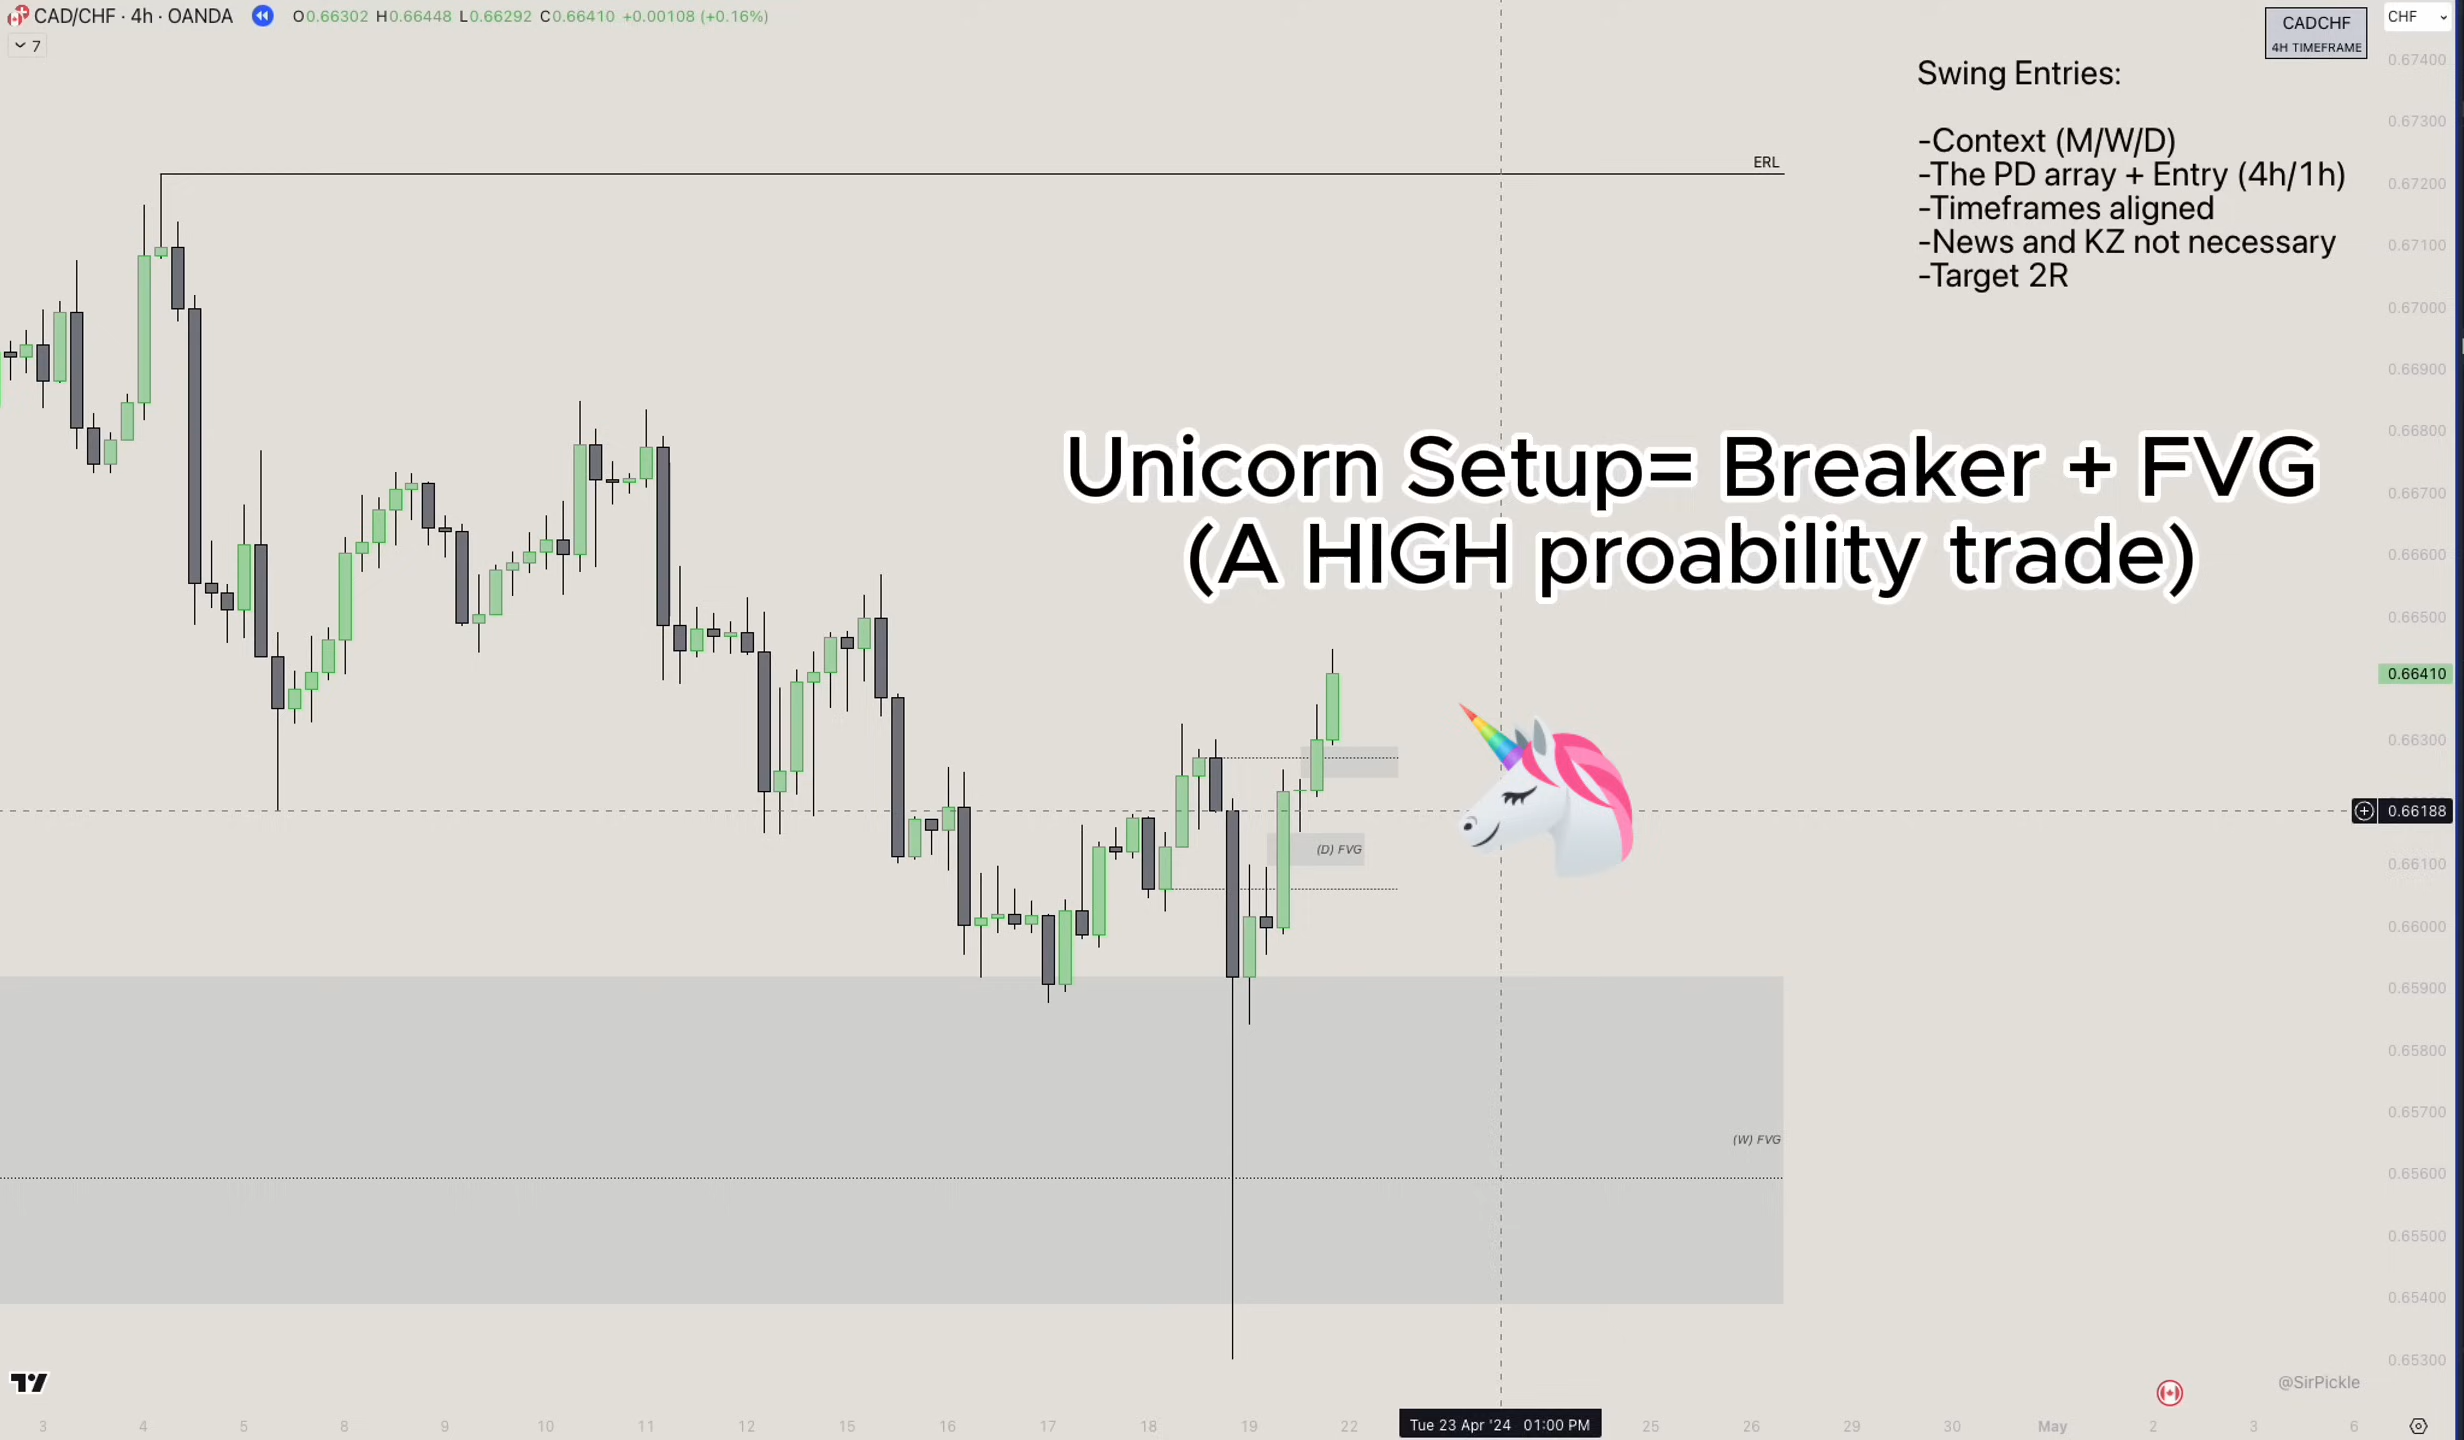 CAD/CHF · 4h · OANDA O0.66302 H0.66448 L0.66292 C0.66410 +0.00108 (+0.16%)
7
CADCHF
4H TIMEFRAME
CHF
Swing Entries:
-Context (M/W/D)
-The PD array + Entry (4h/1h)
-Timeframes aligned
-News and KZ not necessary
-Target 2R
ERL
Unicorn Setup= Breaker + FVG
(A HIGH proability trade)
(D) FVG
(W) FVG
0.67400
0.67300
0.67200
0.67100
0.67000
0.66900
0.66800
0.66700
0.66600
0.66500
0.66410
0.66300
0.66188
0.66100
0.66000
0.65900
0.65800
0.65700
0.65600
0.65500
0.65400
0.65300
@SirPickle
3 4 5 8 9 10 11 12 15 16 17 18 19 22 Tue 23 Apr '24 01:00 PM 25 26 29 30 May 2 3 6